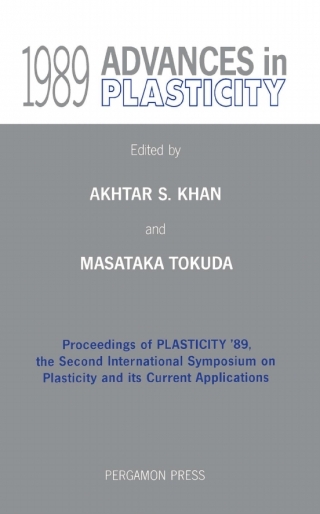 1989 ADVANCES in
PLASTICITY
Edited by
AKHTAR S. KHAN
and
MASATAKA TOKUDA
Proceedings of PLASTICITY '89,
the Second International Symposium on
Plasticity and its Current Applications
PERGAMON PRESS